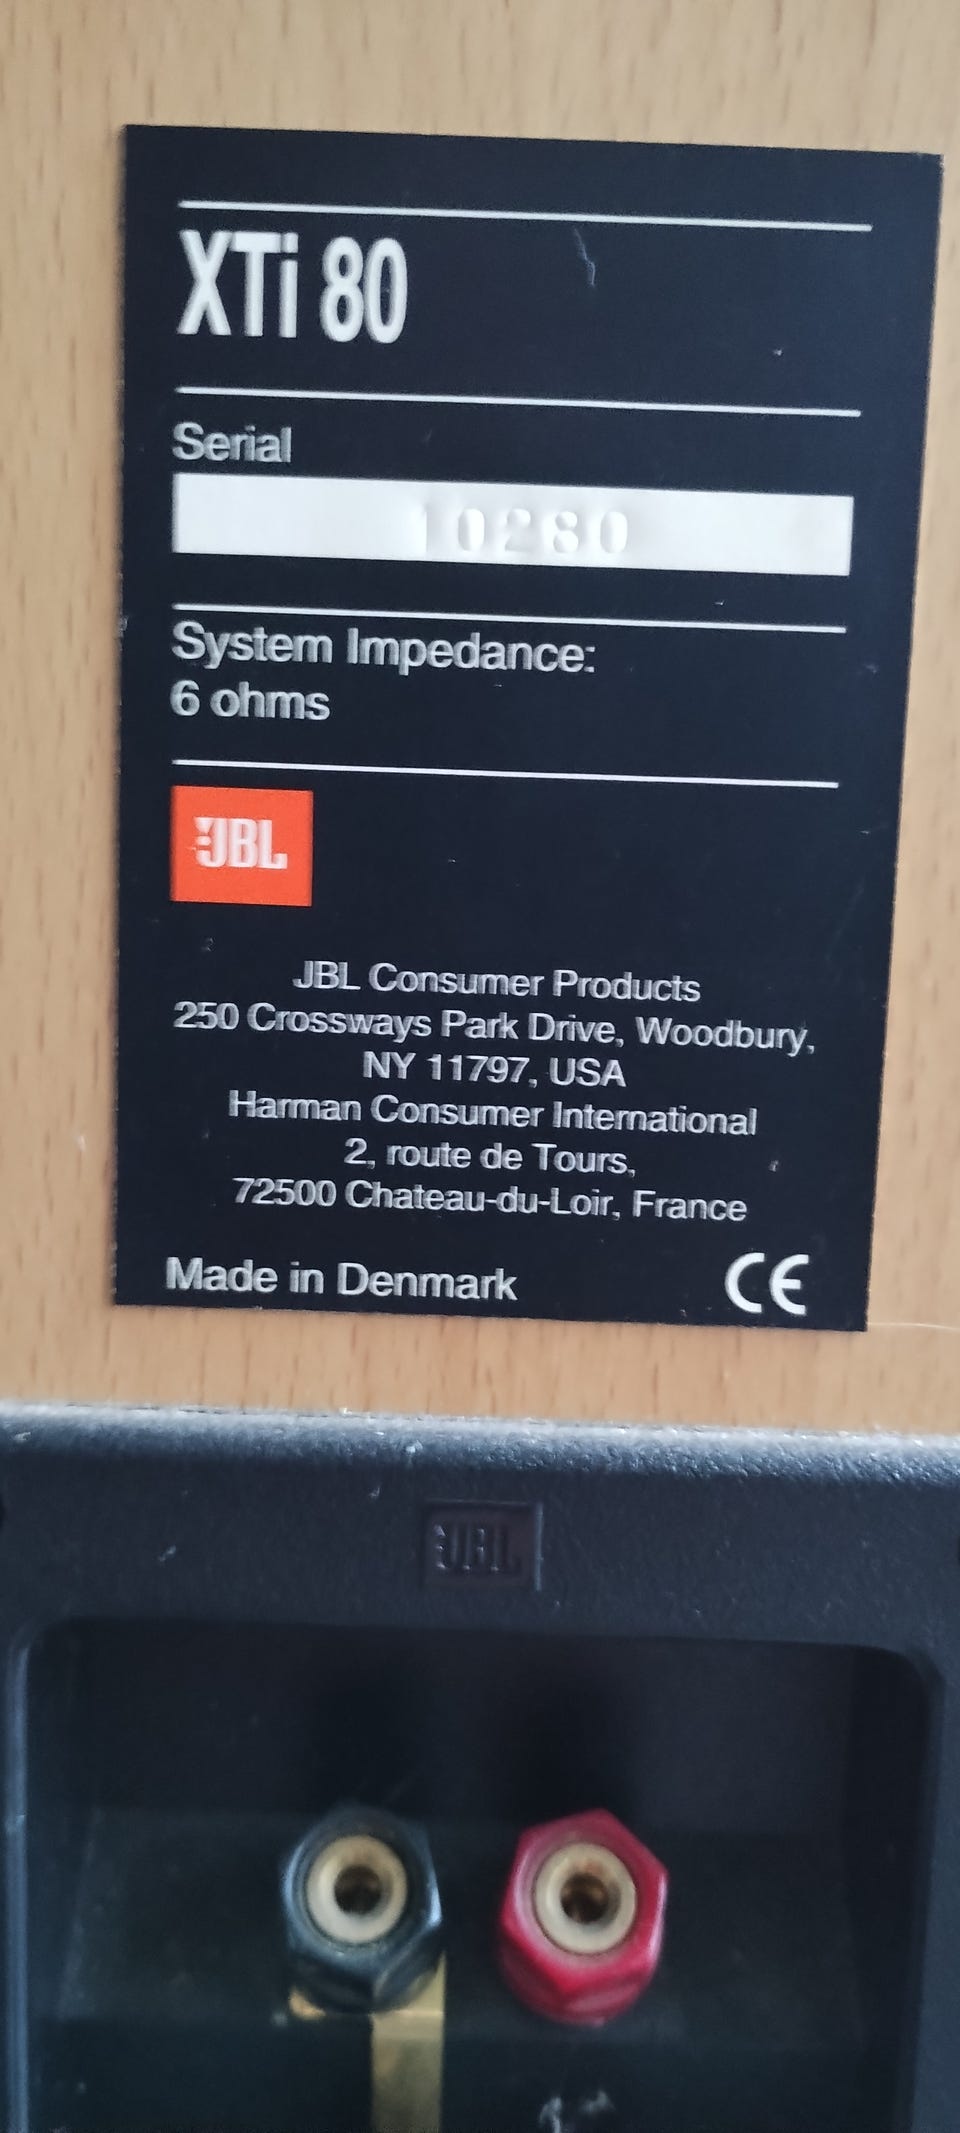 XTi 80
Serial
10280
System Impedance:
6 ohms
JBL
JBL Consumer Products
250 Crossways Park Drive, Woodbury,
NY 11797, USA
Harman Consumer International
2, route de Tours,
72500 Chateau-du-Loir, France
Made in Denmark CE
JBL